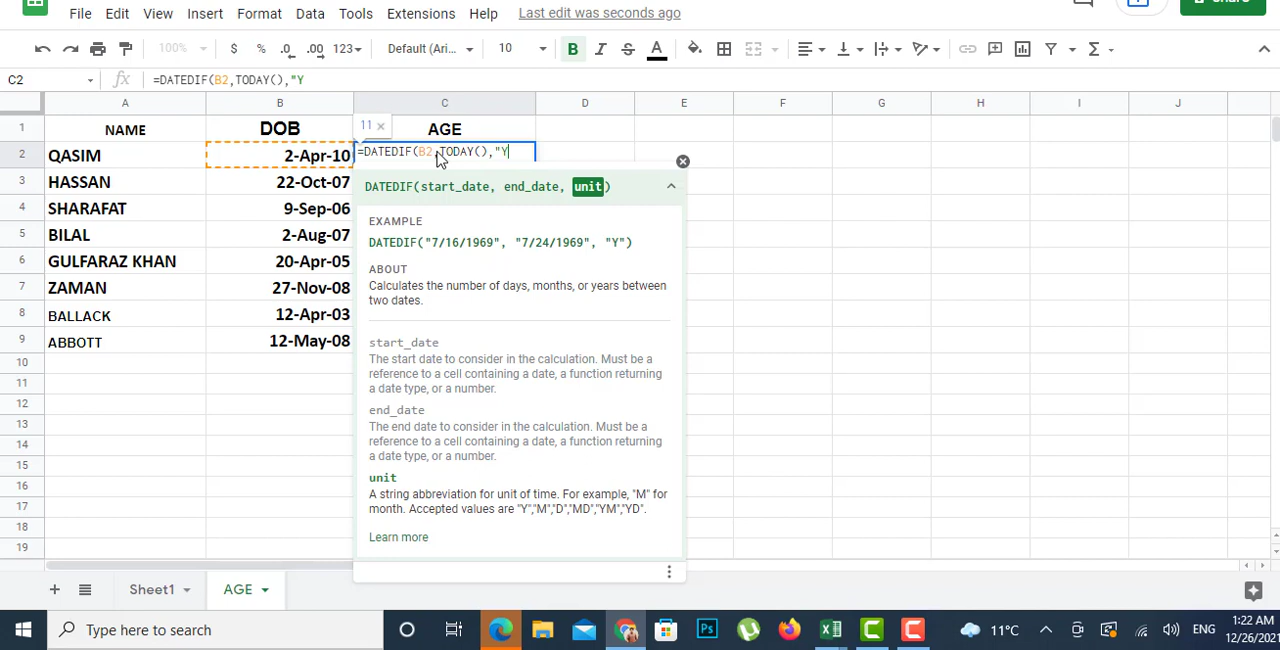 File Edit View Insert Format Data Tools Extensions Help Last edit was seconds ago
100% $ % .0 .00 123 Default (Ari... 10 B I S A
C2 fx =DATEDIF(B2,TODAY(),"Y
A B C D E F G H I J
1 NAME DOB 11 × AGE
2 QASIM 2-Apr-10 =DATEDIF(B2,TODAY(),"Y
3 HASSAN 22-Oct-07
DATEDIF(start_date, end_date, unit)
4 SHARAFAT 9-Sep-06
EXAMPLE
5 BILAL 2-Aug-07
DATEDIF("7/16/1969", "7/24/1969", "Y")
6 GULFARAZ KHAN 20-Apr-05
ABOUT
Calculates the number of days, months, or years between
two dates.
7 ZAMAN 27-Nov-08
8 BALLACK 12-Apr-03
9 ABBOTT 12-May-08
start_date
The start date to consider in the calculation. Must be a
reference to a cell containing a date, a function returning
a date type, or a number.
10
11
12
end_date
The end date to consider in the calculation. Must be a
reference to a cell containing a date, a function returning
a date type, or a number.
13
14
15
unit
A string abbreviation for unit of time. For example, "M" for
month. Accepted values are "Y","M","D","MD","YM","YD".
16
17
18
Learn more
19
+ Sheet1 AGE
Type here to search Ps 11°C ENG 1:22 AM
12/26/2021